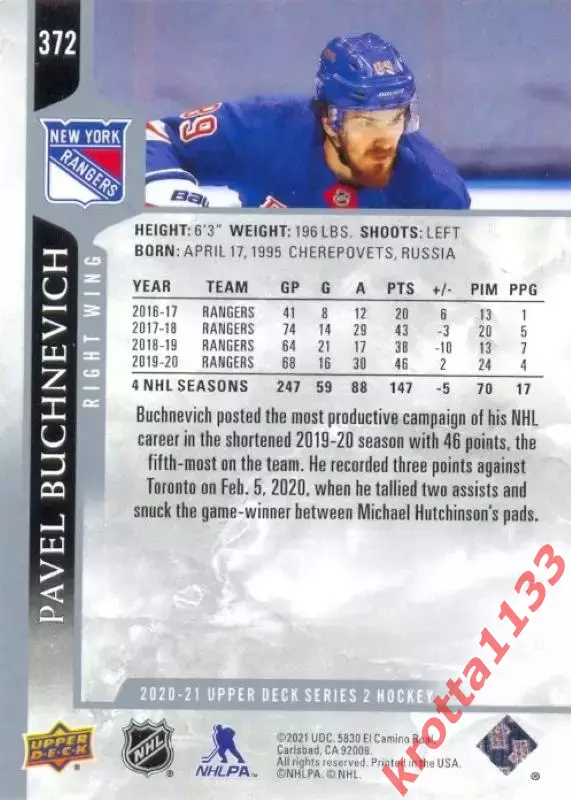 372
89
89
NEW YORK
RANGERS
Bauer
PAVEL BUCHNEVICH
RIGHT WING
HEIGHT: 6'3" WEIGHT: 196 LBS. SHOOTS: LEFT
BORN: APRIL 17, 1995 CHEREPOVETS, RUSSIA
YEAR TEAM GP G A PTS +/- PIM PPG
2016-17 RANGERS 41 8 12 20 6 13 1
2017-18 RANGERS 74 14 29 43 -3 20 5
2018-19 RANGERS 64 21 17 38 -10 13 7
2019-20 RANGERS 68 16 30 46 2 24 4
4 NHL SEASONS 247 59 88 147 -5 70 17
Buchnevich posted the most productive campaign of his NHL
career in the shortened 2019-20 season with 46 points, the
fifth-most on the team. He recorded three points against
Toronto on Feb. 5, 2020, when he tallied two assists and
snuck the game-winner between Michael Hutchinson's pads.
2020-21 UPPER DECK SERIES 2 HOCKEY
UPPER DECK
NHL
NHLPA
©2021 UDC. 5830 El Camino Real,
Carlsbad, CA 92008.
All rights reserved. Printed in the USA.
©NHLPA. © NHL.
krotta1133